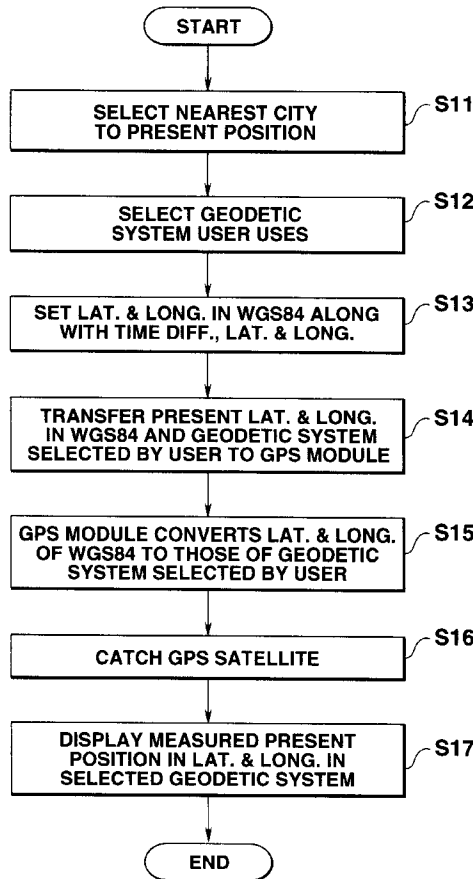 START
SELECT NEAREST CITY
TO PRESENT POSITION
S11
SELECT GEODETIC
SYSTEM USER USES
S12
SET LAT. & LONG. IN WGS84 ALONG
WITH TIME DIFF., LAT. & LONG.
S13
TRANSFER PRESENT LAT. & LONG.
IN WGS84 AND GEODETIC SYSTEM
SELECTED BY USER TO GPS MODULE
S14
GPS MODULE CONVERTS LAT. & LONG.
OF WGS84 TO THOSE OF GEODETIC
SYSTEM SELECTED BY USER
S15
CATCH GPS SATELLITE
S16
DISPLAY MEASURED PRESENT
POSITION IN LAT. & LONG. IN
SELECTED GEODETIC SYSTEM
S17
END